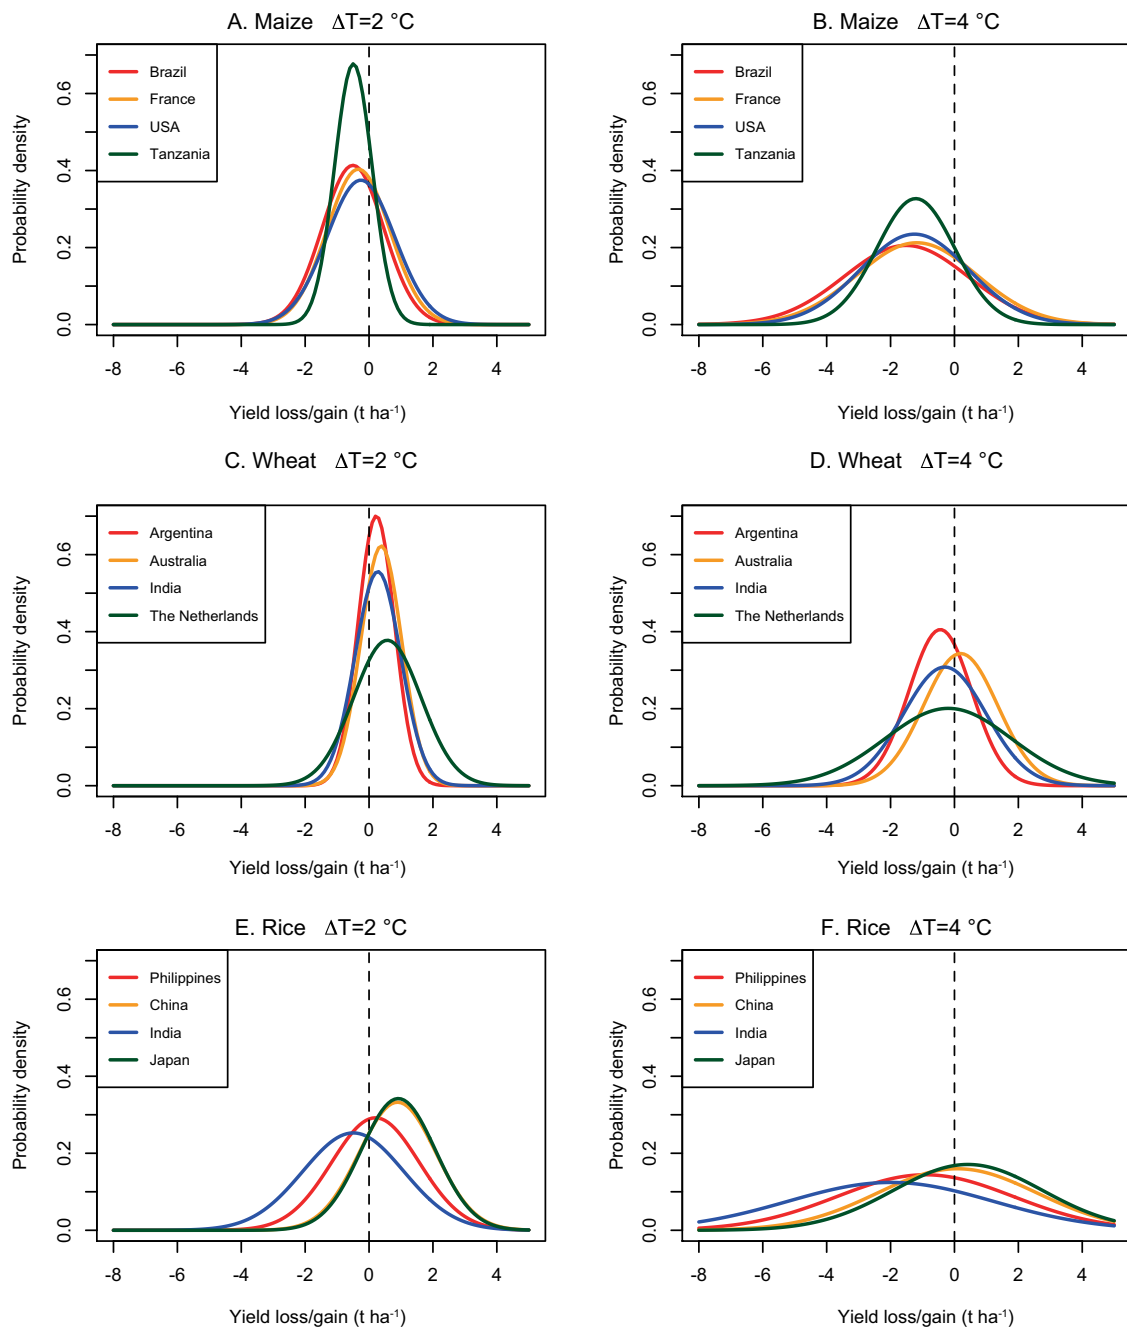 A. Maize ΔT=2 °C
Probability density
0.0 0.2 0.4 0.6
Brazil
France
USA
Tanzania
-8 -6 -4 -2 0 2 4
Yield loss/gain (t ha⁻¹)
B. Maize ΔT=4 °C
Probability density
0.0 0.2 0.4 0.6
Brazil
France
USA
Tanzania
-8 -6 -4 -2 0 2 4
Yield loss/gain (t ha⁻¹)
C. Wheat ΔT=2 °C
Probability density
0.0 0.2 0.4 0.6
Argentina
Australia
India
The Netherlands
-8 -6 -4 -2 0 2 4
Yield loss/gain (t ha⁻¹)
D. Wheat ΔT=4 °C
Probability density
0.0 0.2 0.4 0.6
Argentina
Australia
India
The Netherlands
-8 -6 -4 -2 0 2 4
Yield loss/gain (t ha⁻¹)
E. Rice ΔT=2 °C
Probability density
0.0 0.2 0.4 0.6
Philippines
China
India
Japan
-8 -6 -4 -2 0 2 4
Yield loss/gain (t ha⁻¹)
F. Rice ΔT=4 °C
Probability density
0.0 0.2 0.4 0.6
Philippines
China
India
Japan
-8 -6 -4 -2 0 2 4
Yield loss/gain (t ha⁻¹)